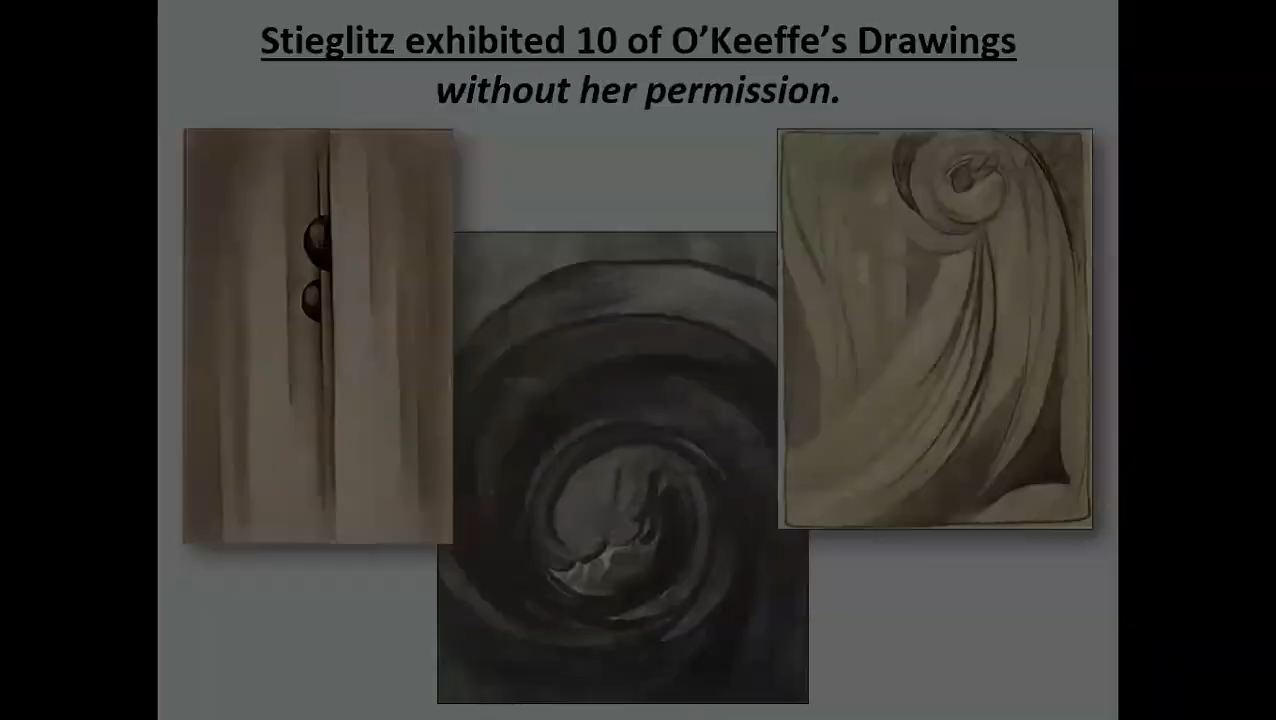 Stieglitz exhibited 10 of O’Keeffe’s Drawings
without her permission.